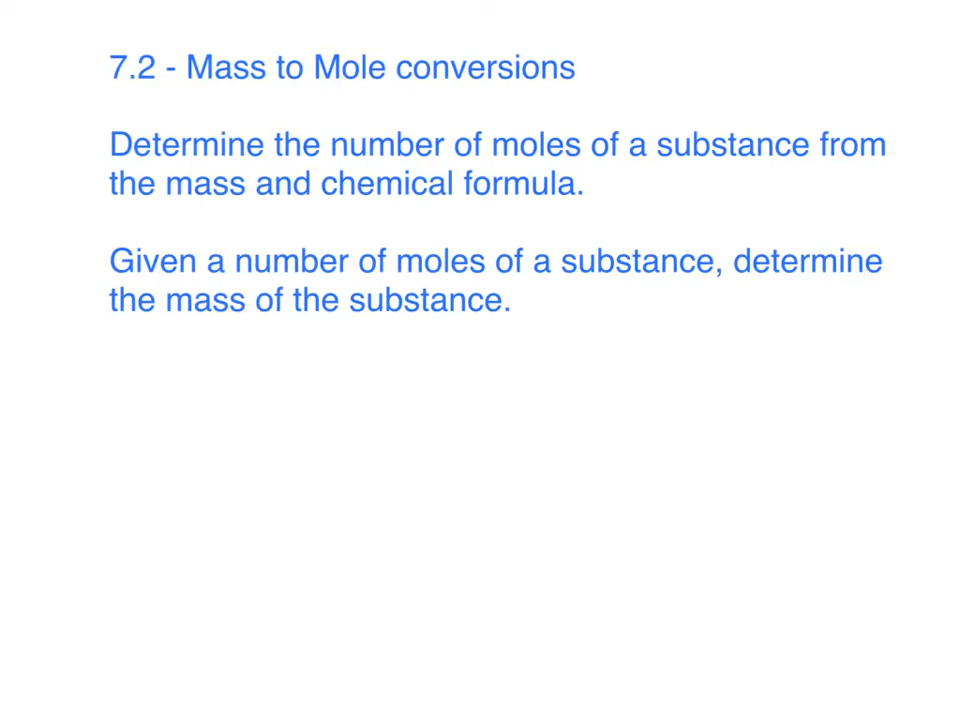 7.2 - Mass to Mole conversions
Determine the number of moles of a substance from
the mass and chemical formula.
Given a number of moles of a substance, determine
the mass of the substance.